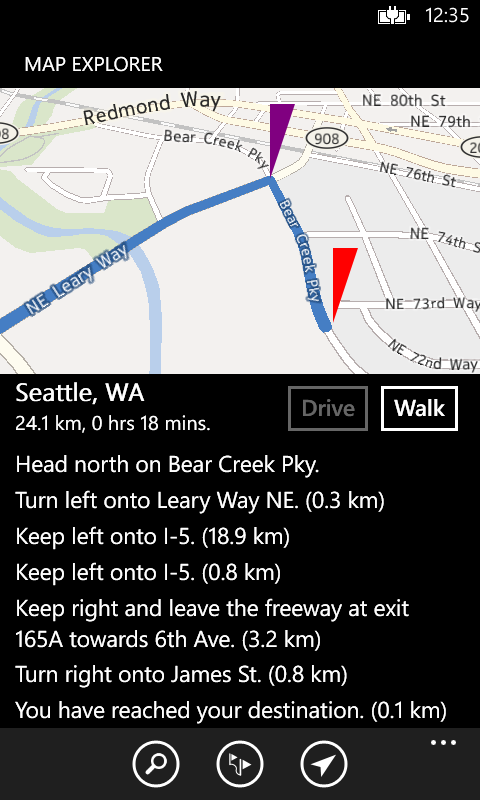 12:35
MAP EXPLORER
NE 80th St
Redmond Way
NE 79th
08
Bear Creek Pky
908
20
NE 76th St
Bear Creek Pky
NE 74th S
NE Leary Way
NE 73rd Way
NE 72nd Way
Seattle, WA
Drive
Walk
24.1 km, 0 hrs 18 mins.
Head north on Bear Creek Pky.
Turn left onto Leary Way NE. (0.3 km)
Keep left onto I-5. (18.9 km)
Keep left onto I-5. (0.8 km)
Keep right and leave the freeway at exit
165A towards 6th Ave. (3.2 km)
Turn right onto James St. (0.8 km)
You have reached your destination. (0.1 km)